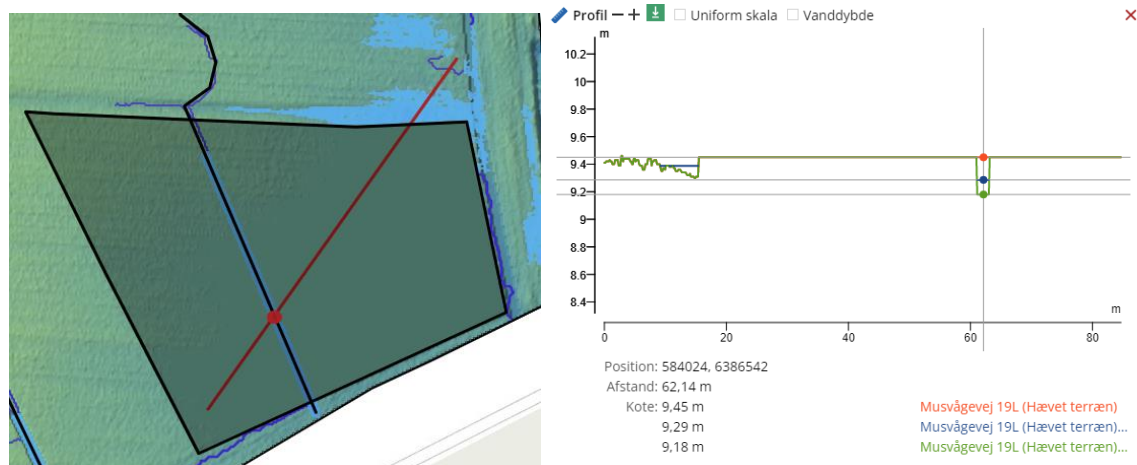 Profil
Uniform skala
Vanddybde
m
10.2
10
9.8
9.6
9.4
9.2
9
8.8
8.6
8.4
m
0 20 40 60 80
Position: 584024, 6386542
Afstand: 62,14 m
Kote: 9,45 m Musvågevej 19L (Hævet terræn)
9,29 m Musvågevej 19L (Hævet terræn)...
9,18 m Musvågevej 19L (Hævet terræn)...